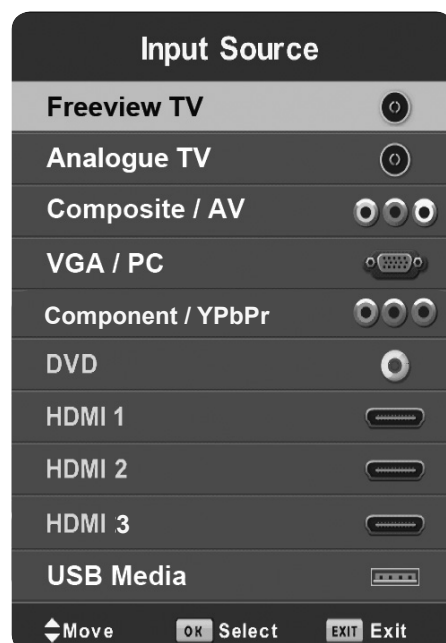 Input Source
Freeview TV
Analogue TV
Composite / AV
VGA / PC
Component / YPbPr
DVD
HDMI 1
HDMI 2
HDMI 3
USB Media
Move OK Select EXIT Exit